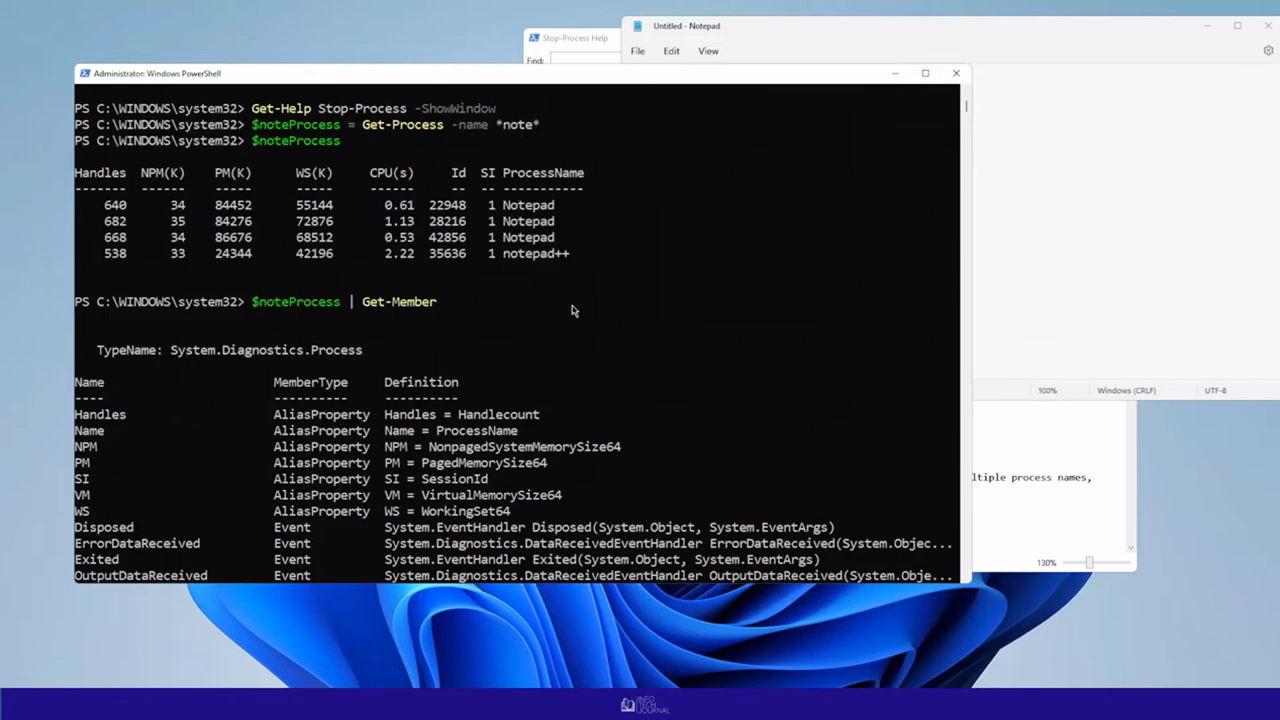 Untitled - Notepad
Stop-Process Help
File Edit View
Find:
Administrator: Windows PowerShell
PS C:\WINDOWS\system32> Get-Help Stop-Process -ShowWindow
PS C:\WINDOWS\system32> $noteProcess = Get-Process -name *note*
PS C:\WINDOWS\system32> $noteProcess
Handles NPM(K) PM(K) WS(K) CPU(s) Id SI ProcessName
------- ------ ----- ----- ------ -- -- -----------
640 34 84452 55144 0.61 22948 1 Notepad
682 35 84276 72876 1.13 28216 1 Notepad
668 34 86676 68512 0.53 42856 1 Notepad
538 33 24344 42196 2.22 35636 1 notepad++
PS C:\WINDOWS\system32> $noteProcess | Get-Member
TypeName: System.Diagnostics.Process
Name MemberType Definition
---- ---------- ----------
Handles AliasProperty Handles = Handlecount
Name AliasProperty Name = ProcessName
NPM AliasProperty NPM = NonpagedSystemMemorySize64
PM AliasProperty PM = PagedMemorySize64
SI AliasProperty SI = SessionId
VM AliasProperty VM = VirtualMemorySize64
WS AliasProperty WS = WorkingSet64
Disposed Event System.EventHandler Disposed(System.Object, System.EventArgs)
ErrorDataReceived Event System.Diagnostics.DataReceivedEventHandler ErrorDataReceived(System.Objec...
Exited Event System.EventHandler Exited(System.Object, System.EventArgs)
OutputDataReceived Event System.Diagnostics.DataReceivedEventHandler OutputDataReceived(System.Obje...
100% Windows (CRLF) UTF-8
ltiple process names,
130%
INFO
TECH
JOURNAL